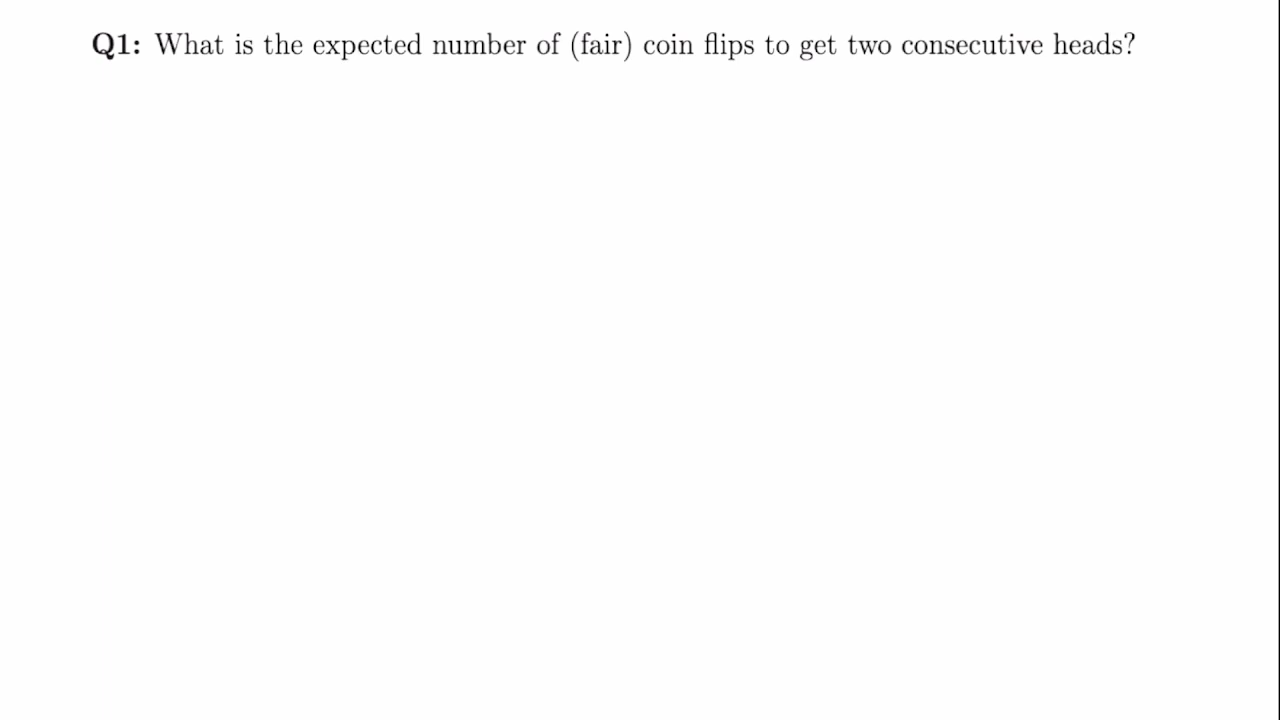 Q1: What is the expected number of (fair) coin flips to get two consecutive heads?